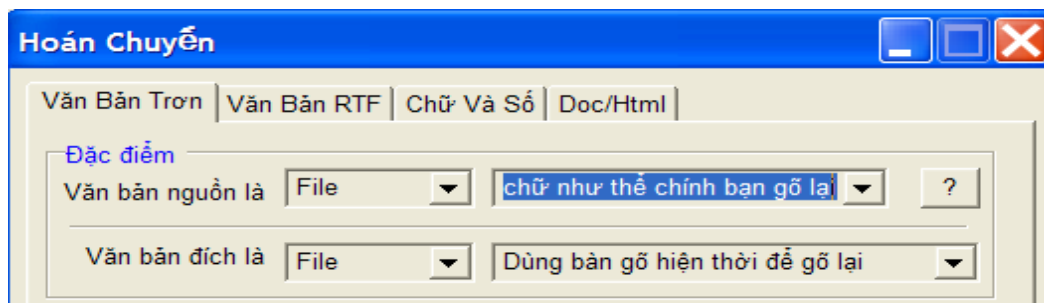 Hoán Chuyển
Văn Bản Trơn Văn Bản RTF Chữ Và Số Doc/Html
Đặc điểm
Văn bản nguồn là File chữ như thể chính bạn gõ lại ?
Văn bản đích là File Dùng bàn gõ hiện thời để gõ lại